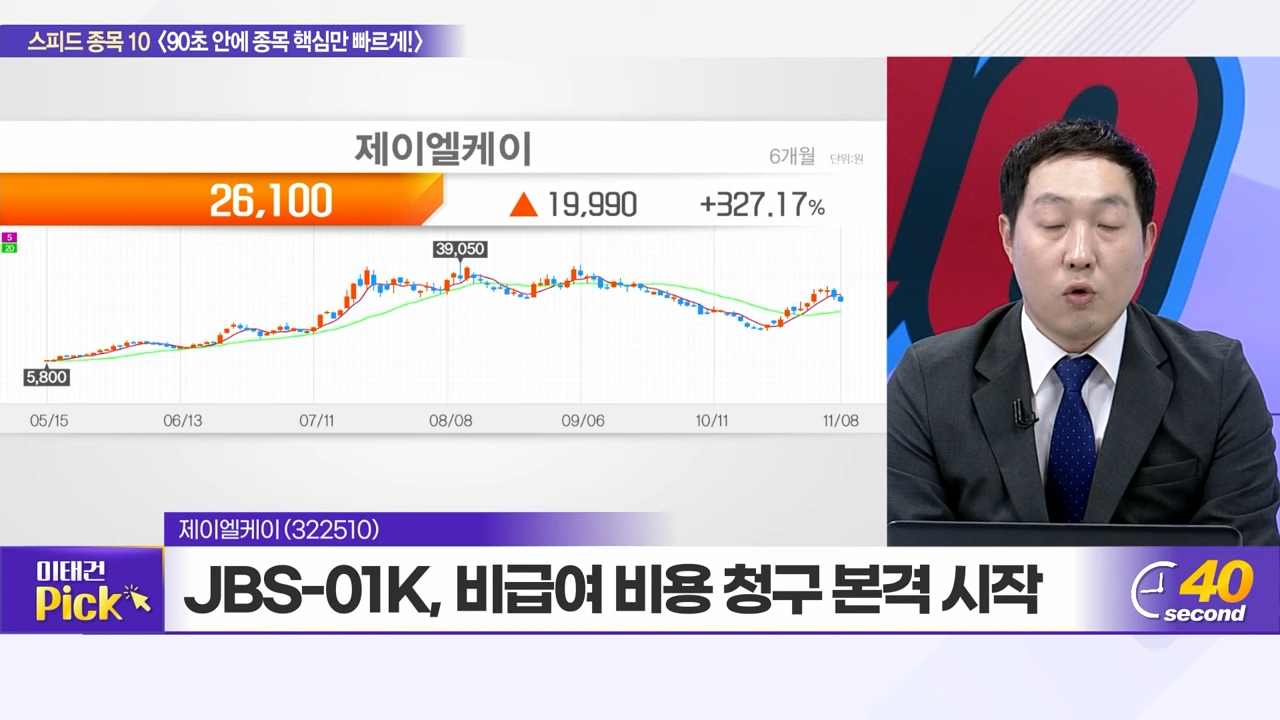 스피드 종목 10 〈90초 안에 종목 핵심만 빠르게!〉
제이엘케이
6개월 단위:원
26,100 ▲ 19,990 +327.17%
5
20
39,050
5,800
05/15 06/13 07/11 08/08 09/06 10/11 11/08
제이엘케이(322510)
이태건
Pick
JBS-01K, 비급여 비용 청구 본격 시작
40
second